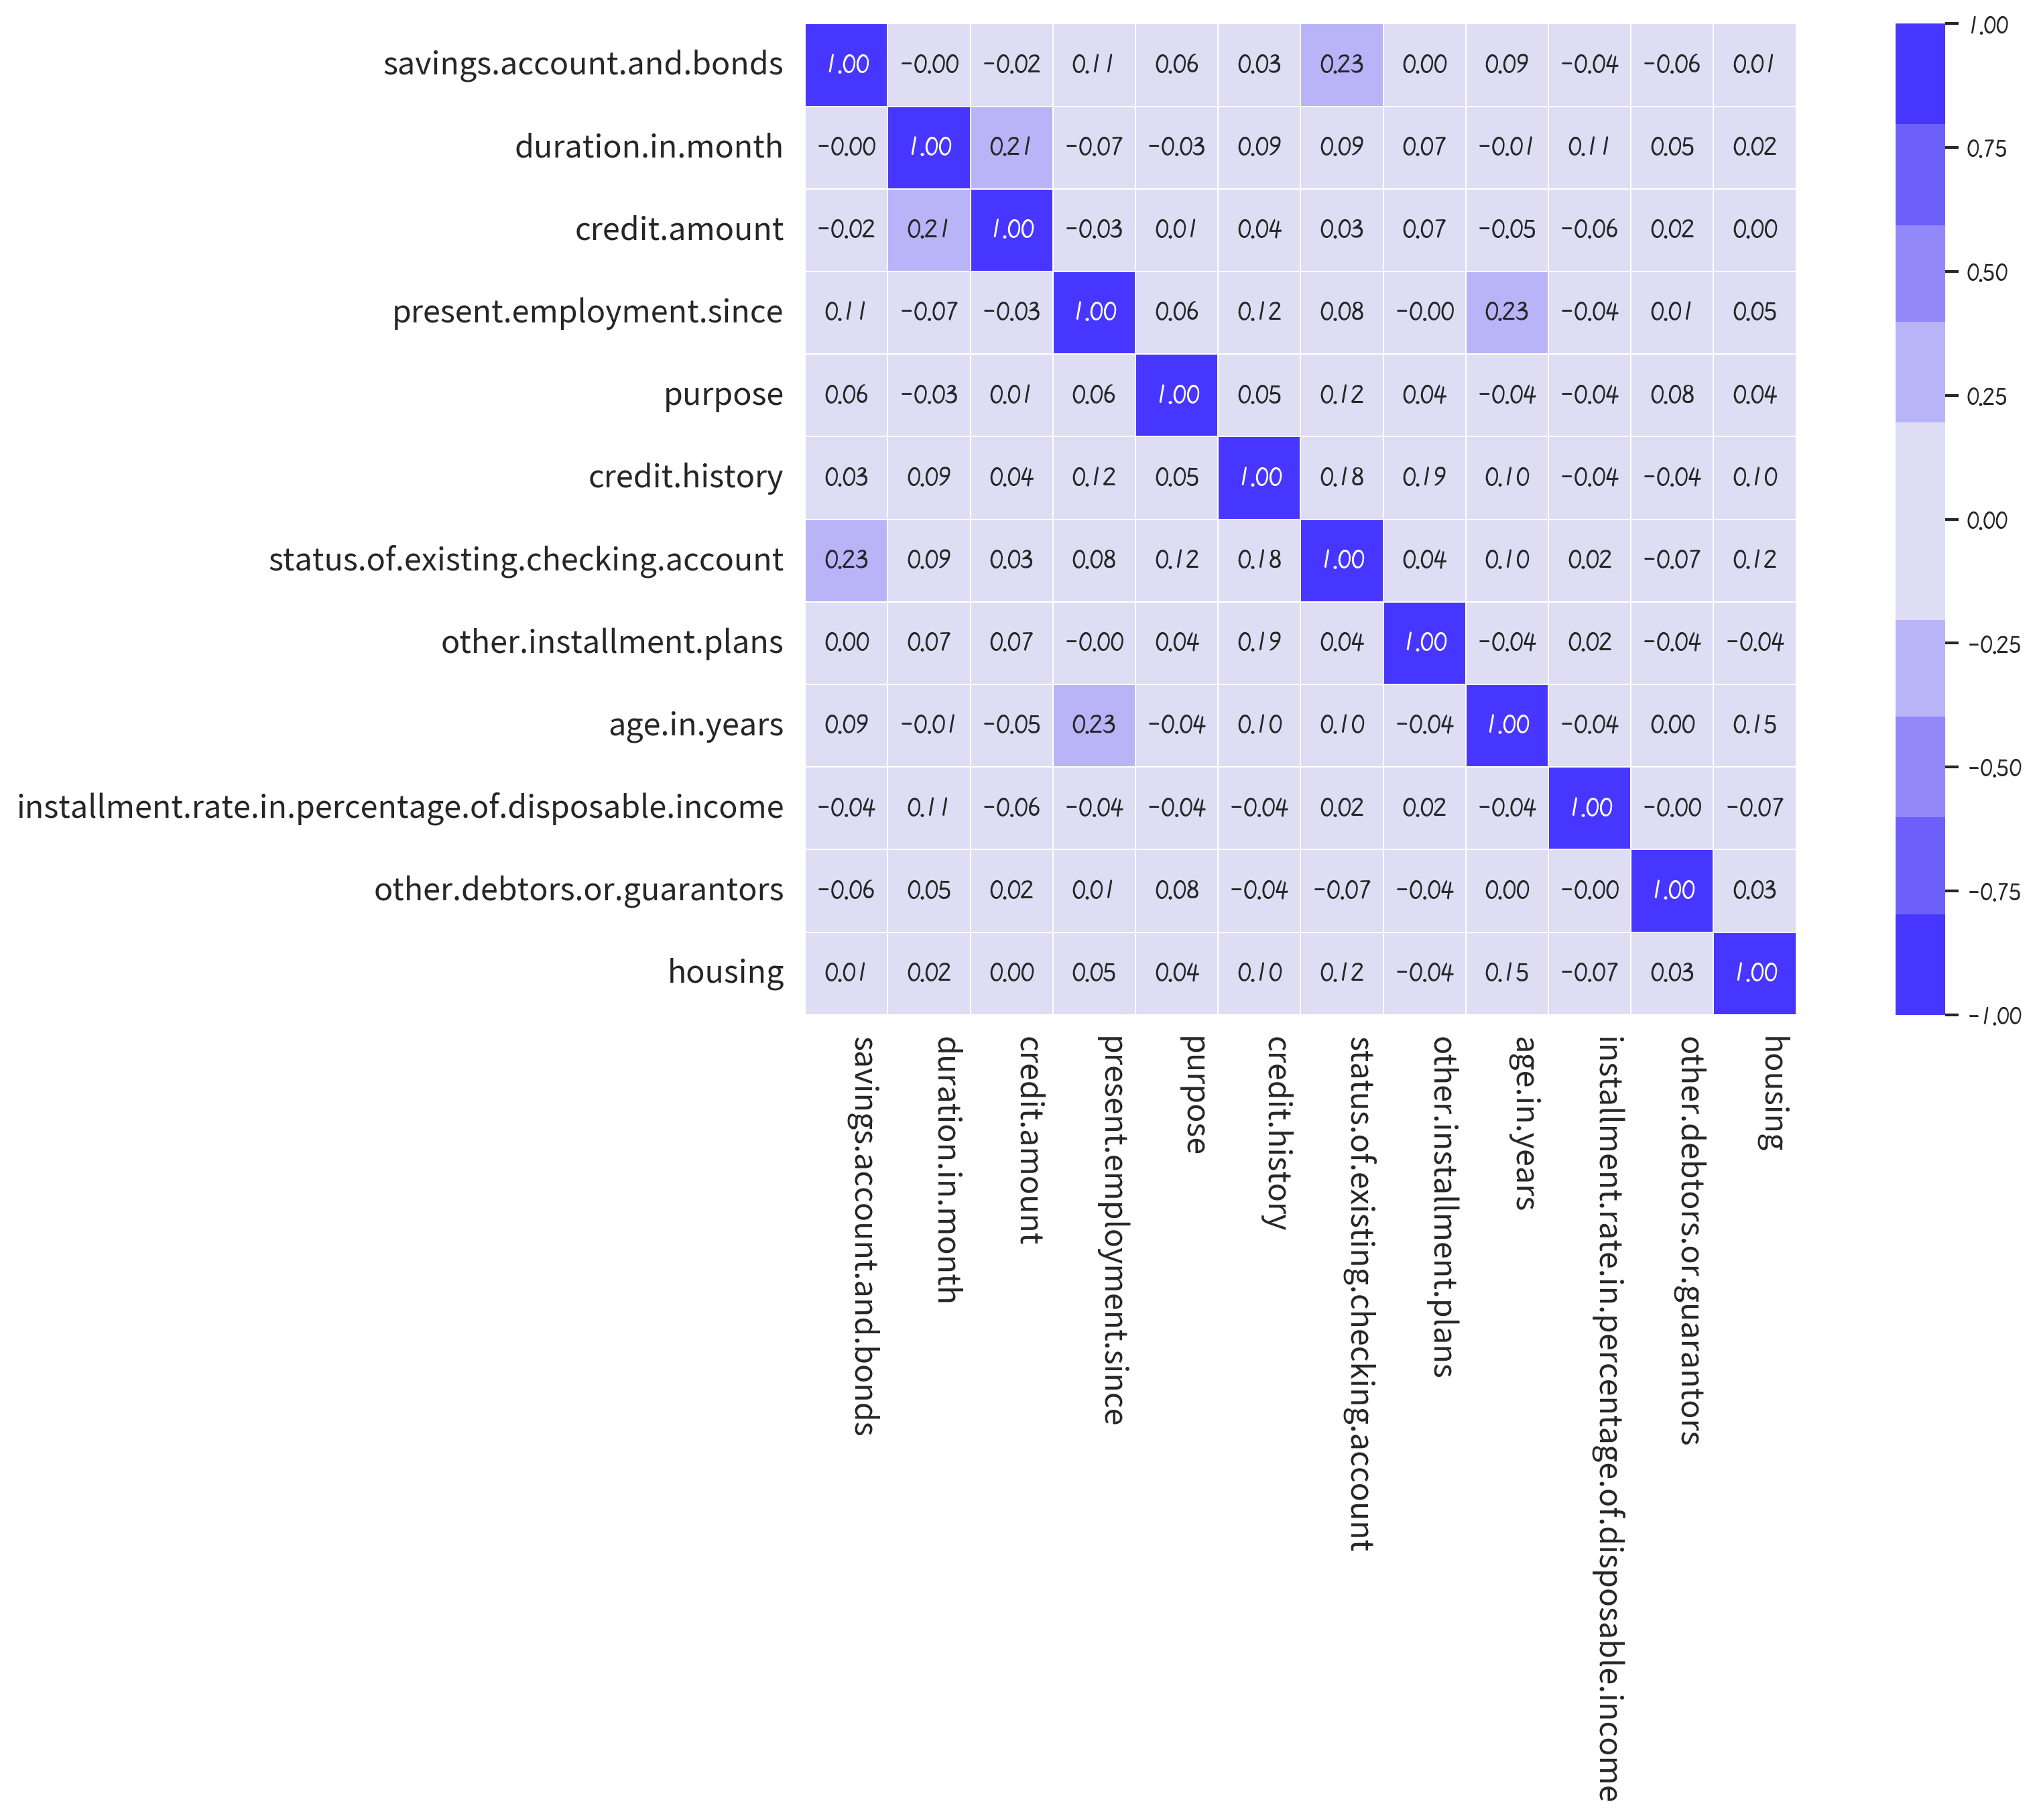 savings.account.and.bonds 1.00 −0.00 −0.02 0.11 0.06 0.03 0.23 0.00 0.09 −0.04 −0.06 0.01
duration.in.month −0.00 1.00 0.21 −0.07 −0.03 0.09 0.09 0.07 −0.01 0.11 0.05 0.02
credit.amount −0.02 0.21 1.00 −0.03 0.01 0.04 0.03 0.07 −0.05 −0.06 0.02 0.00
present.employment.since 0.11 −0.07 −0.03 1.00 0.06 0.12 0.08 −0.00 0.23 −0.04 0.01 0.05
purpose 0.06 −0.03 0.01 0.06 1.00 0.05 0.12 0.04 −0.04 −0.04 0.08 0.04
credit.history 0.03 0.09 0.04 0.12 0.05 1.00 0.18 0.19 0.10 −0.04 −0.04 0.10
status.of.existing.checking.account 0.23 0.09 0.03 0.08 0.12 0.18 1.00 0.04 0.10 0.02 −0.07 0.12
other.installment.plans 0.00 0.07 0.07 −0.00 0.04 0.19 0.04 1.00 −0.04 0.02 −0.04 −0.04
age.in.years 0.09 −0.01 −0.05 0.23 −0.04 0.10 0.10 −0.04 1.00 −0.04 0.00 0.15
installment.rate.in.percentage.of.disposable.income −0.04 0.11 −0.06 −0.04 −0.04 −0.04 0.02 0.02 −0.04 1.00 −0.00 −0.07
other.debtors.or.guarantors −0.06 0.05 0.02 0.01 0.08 −0.04 −0.07 −0.04 0.00 −0.00 1.00 0.03
housing 0.01 0.02 0.00 0.05 0.04 0.10 0.12 −0.04 0.15 −0.07 0.03 1.00
savings.account.and.bonds
duration.in.month
credit.amount
present.employment.since
purpose
credit.history
status.of.existing.checking.account
other.installment.plans
age.in.years
installment.rate.in.percentage.of.disposable.income
other.debtors.or.guarantors
housing
1.00
0.75
0.50
0.25
0.00
−0.25
−0.50
−0.75
−1.00